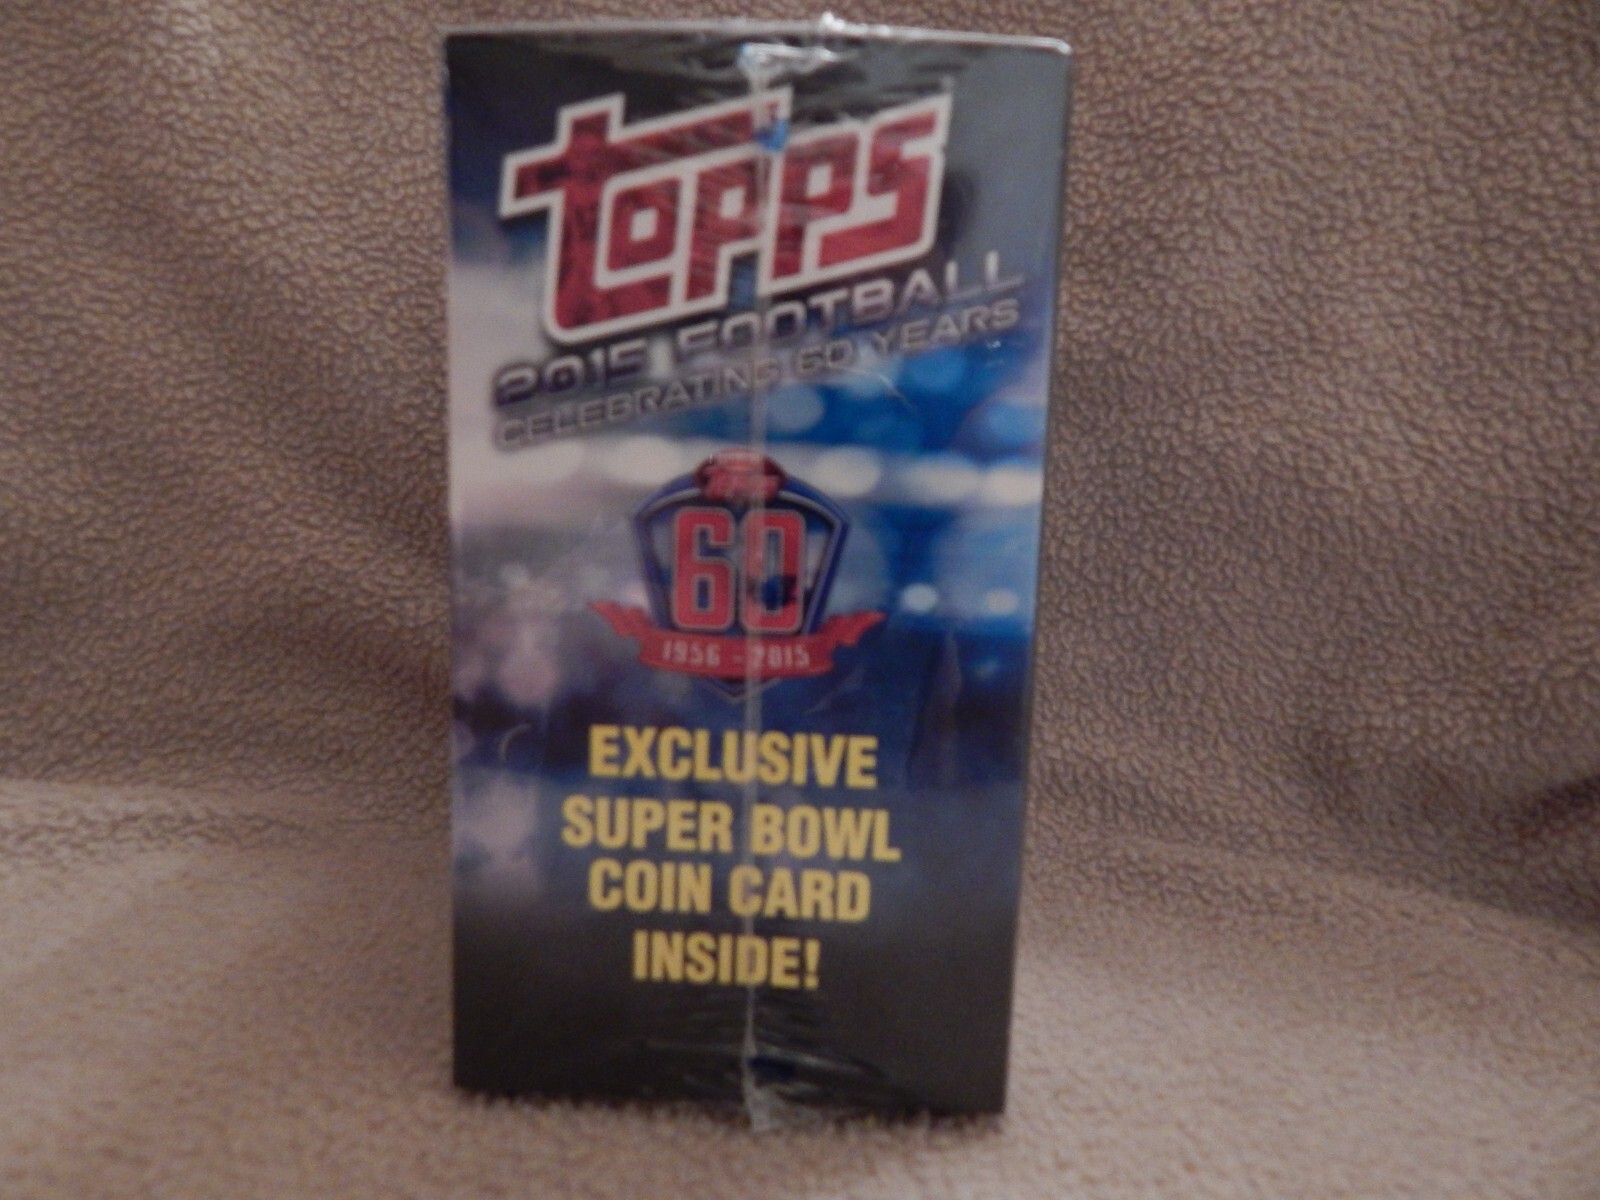 TOPPS
2015 FOOTBALL
CELEBRATING 60 YEARS
60
1956 - 2015
EXCLUSIVE
SUPER BOWL
COIN CARD
INSIDE!